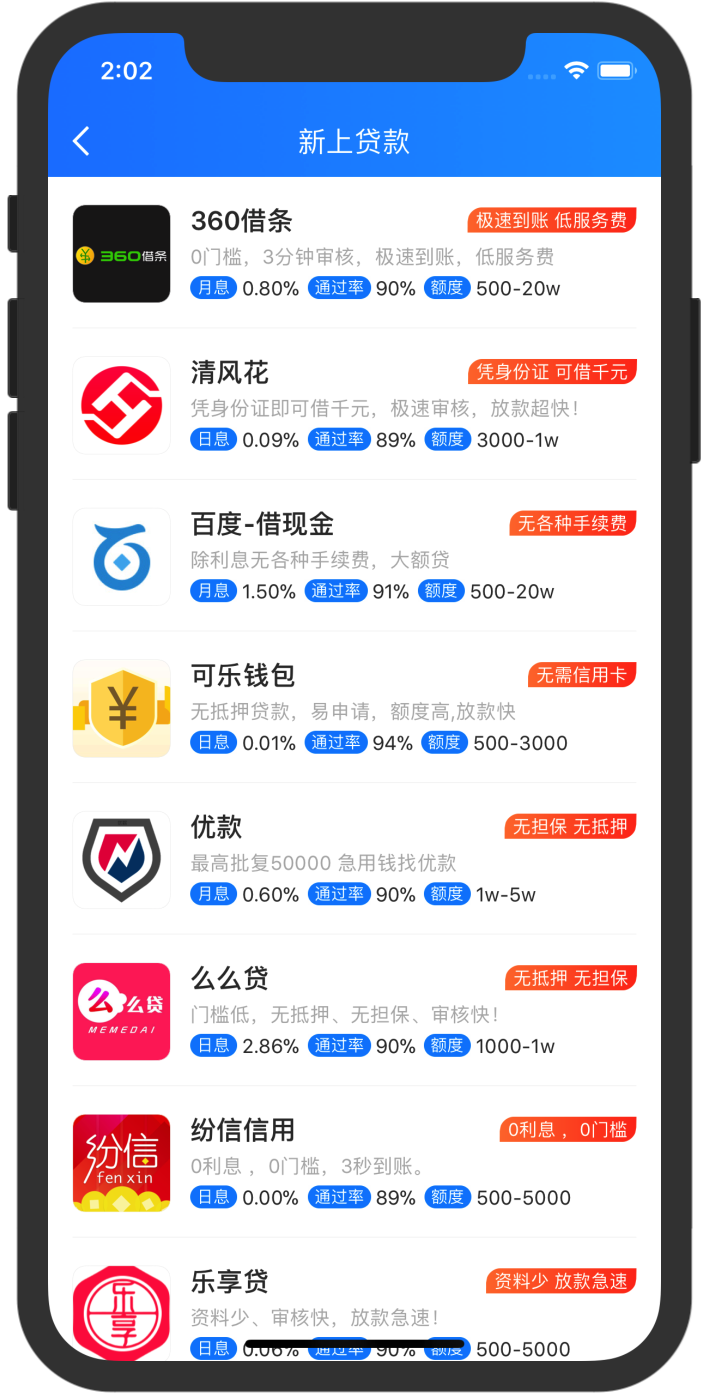 2:02
新上贷款
360借条
360借条
极速到账 低服务费
0门槛，3分钟审核，极速到账，低服务费
月息 0.80% 通过率 90% 额度 500-20w
清风花
凭身份证 可借千元
凭身份证即可借千元，极速审核，放款超快！
日息 0.09% 通过率 89% 额度 3000-1w
百度-借现金
无各种手续费
除利息无各种手续费，大额贷
月息 1.50% 通过率 91% 额度 500-20w
可乐钱包
无需信用卡
无抵押贷款，易申请，额度高,放款快
日息 0.01% 通过率 94% 额度 500-3000
优款
无担保 无抵押
最高批复50000 急用钱找优款
月息 0.60% 通过率 90% 额度 1w-5w
么么贷
MEMEDAI
么么贷
无抵押 无担保
门槛低，无抵押、无担保、审核快！
日息 2.86% 通过率 90% 额度 1000-1w
纷信
fen xin
纷信信用
0利息 ，0门槛
0利息 ，0门槛，3秒到账。
日息 0.00% 通过率 89% 额度 500-5000
乐享
乐享贷
资料少 放款急速
资料少、审核快，放款急速！
日息 0.06% 通过率 90% 额度 500-5000